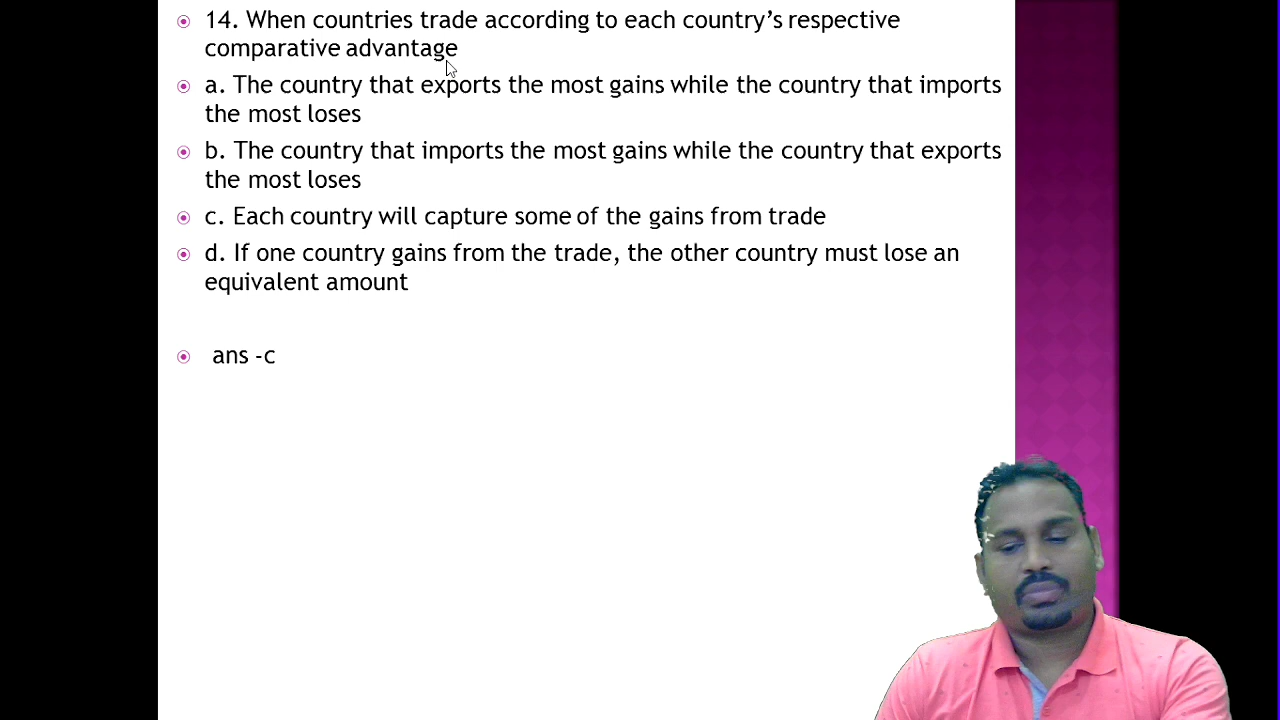 14. When countries trade according to each country’s respective
comparative advantage
a. The country that exports the most gains while the country that imports
the most loses
b. The country that imports the most gains while the country that exports
the most loses
c. Each country will capture some of the gains from trade
d. If one country gains from the trade, the other country must lose an
equivalent amount
ans -c